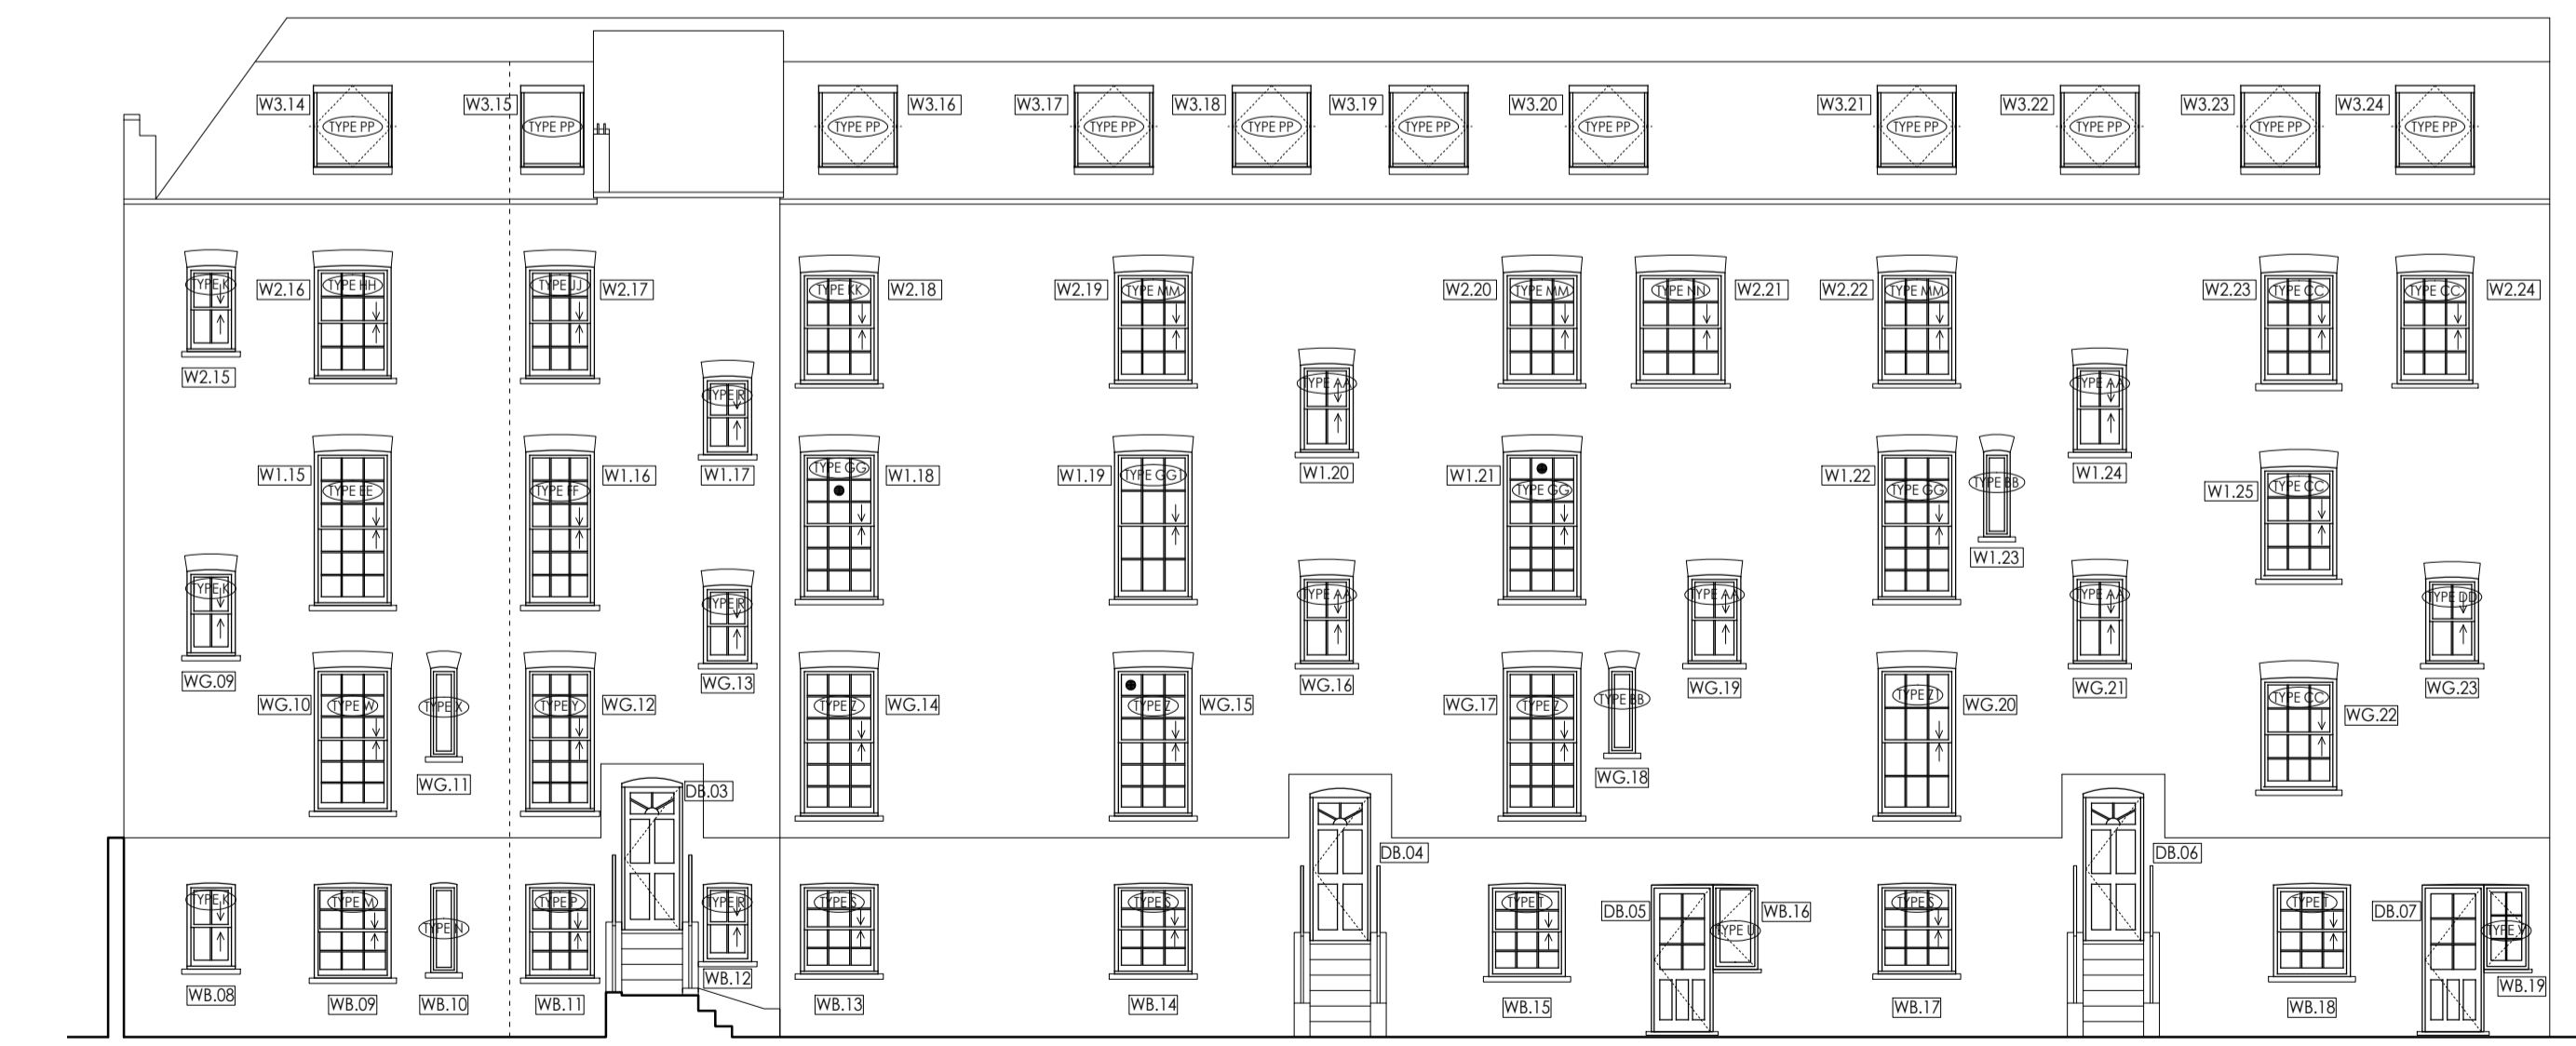 W3.14
TYPE PP
W3.15
TYPE PP
TYPE PP
W3.16
W3.17
TYPE PP
W3.18
TYPE PP
W3.19
TYPE PP
W3.20
TYPE PP
W3.21
TYPE PP
W3.22
TYPE PP
W3.23
TYPE PP
W3.24
TYPE PP
TYPE K
W2.15
W2.16
TYPE HH
TYPE JJ
W2.17
TYPE KK
W2.18
W2.19
TYPE MM
W2.20
TYPE MM
TYPE NN
W2.21
W2.22
TYPE MM
W2.23
TYPE CC
TYPE CC
W2.24
TYPE R
W1.17
TYPE AA
W1.20
TYPE AA
W1.24
W1.15
TYPE EE
TYPE FF
W1.16
TYPE GG
W1.18
W1.19
TYPE GG1
W1.21
TYPE GG
W1.22
TYPE GG
TYPE BB
W1.23
W1.25
TYPE CC
TYPE K
WG.09
TYPE R
WG.13
TYPE AA
WG.16
TYPE AA
WG.19
TYPE AA
WG.21
TYPE DD
WG.23
WG.10
TYPE W
TYPE X
WG.11
TYPE Y
WG.12
TYPE Z
WG.14
TYPE Z
WG.15
WG.17
TYPE Z
TYPE BB
WG.18
TYPE Z1
WG.20
TYPE CC
WG.22
DB.03
DB.04
DB.06
TYPE K
WB.08
TYPE M
WB.09
TYPE N
WB.10
TYPE P
WB.11
TYPE R
WB.12
TYPE S
WB.13
TYPE S
WB.14
TYPE T
WB.15
DB.05
TYPE U
WB.16
TYPE S
WB.17
TYPE T
WB.18
DB.07
TYPE V
WB.19